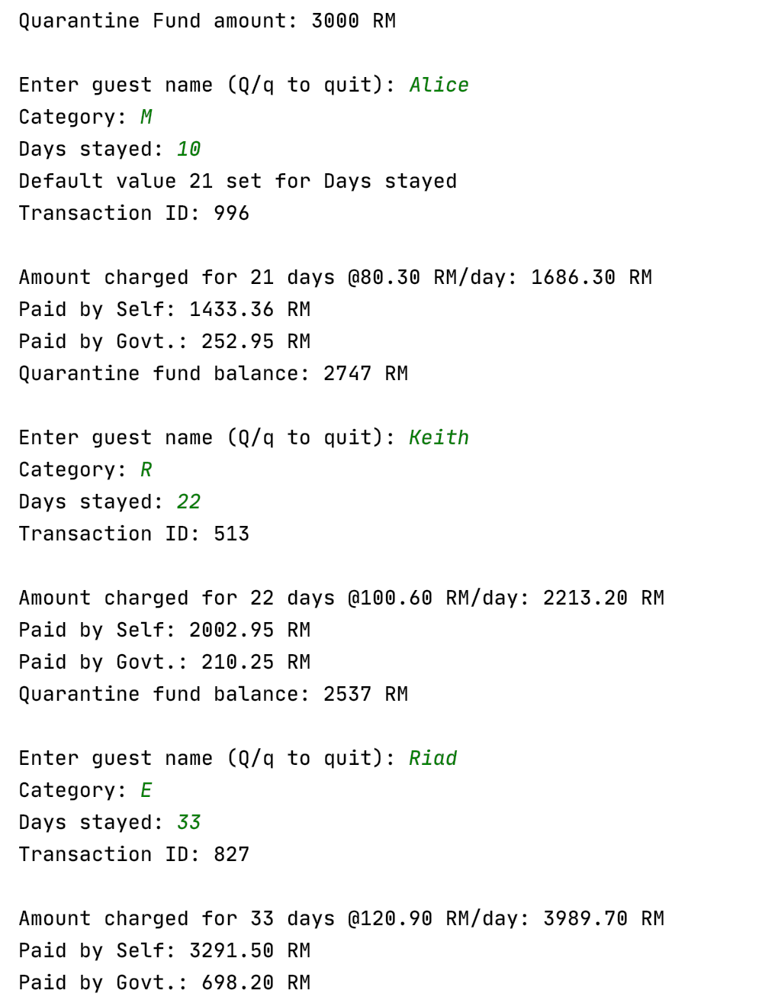 Quarantine Fund amount: 3000 RM
Enter guest name (Q/q to quit): Alice
Category: M
Days stayed: 10
Default value 21 set for Days stayed
Transaction ID: 996
Amount charged for 21 days @80.30 RM/day: 1686.30 RM
Paid by Self: 1433.36 RM
Paid by Govt.: 252.95 RM
Quarantine fund balance: 2747 RM
Enter guest name (Q/q to quit): Keith
Category: R
Days stayed: 22
Transaction ID: 513
Amount charged for 22 days @100.60 RM/day: 2213.20 RM
Paid by Self: 2002.95 RM
Paid by Govt.: 210.25 RM
Quarantine fund balance: 2537 RM
Enter guest name (Q/q to quit): Riad
Category: E
Days stayed: 33
Transaction ID: 827
Amount charged for 33 days @120.90 RM/day: 3989.70 RM
Paid by Self: 3291.50 RM
Paid by Govt.: 698.20 RM